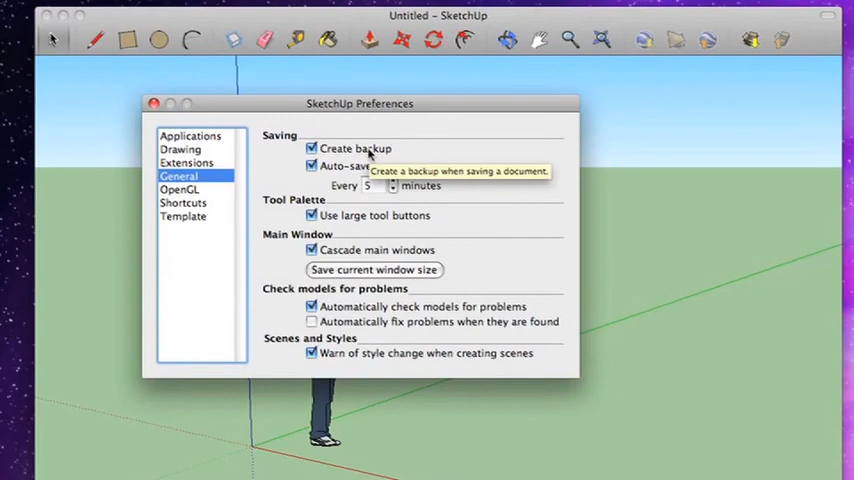 Untitled - SketchUp
SketchUp Preferences
Applications
Drawing
Extensions
General
OpenGL
Shortcuts
Template
Saving
Create backup
Auto-save
Create a backup when saving a document.
Every 5 minutes
Tool Palette
Use large tool buttons
Main Window
Cascade main windows
Save current window size
Check models for problems
Automatically check models for problems
Automatically fix problems when they are found
Scenes and Styles
Warn of style change when creating scenes